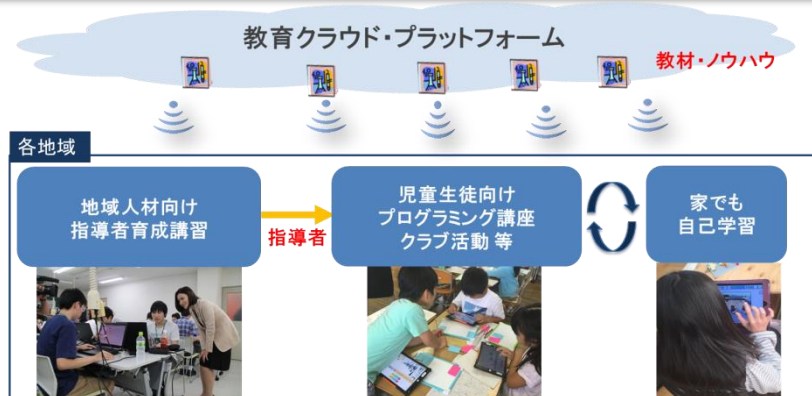 教育クラウド・プラットフォーム
教材・ノウハウ
各地域
地域人材向け
指導者育成講習
指導者
児童生徒向け
プログラミング講座
クラブ活動 等
家でも
自己学習